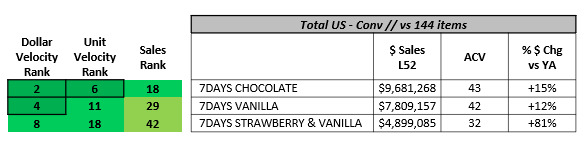 Total US - Conv // vs 144 items
Dollar Velocity Rank Unit Velocity Rank Sales Rank $ Sales L52 ACV % $ Chg vs YA
2 6 18 7DAYS CHOCOLATE $9,681,268 43 +15%
4 11 29 7DAYS VANILLA $7,809,157 42 +12%
8 18 42 7DAYS STRAWBERRY & VANILLA $4,899,085 32 +81%